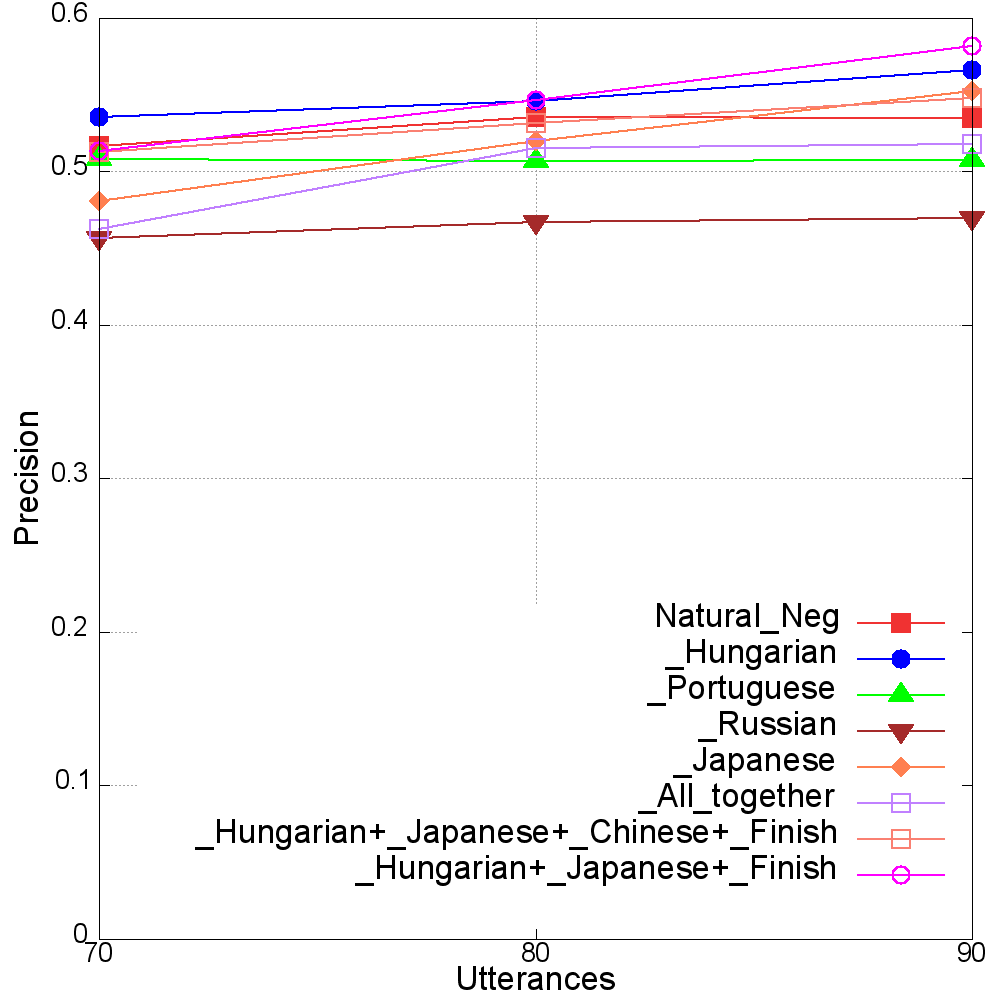 0.6
0.5
0.4
0.3
0.2
0.1
0
Precision
70
80
90
Utterances
Natural_Neg
_Hungarian
_Portuguese
_Russian
_Japanese
_All_together
_Hungarian+_Japanese+_Chinese+_Finish
_Hungarian+_Japanese+_Finish